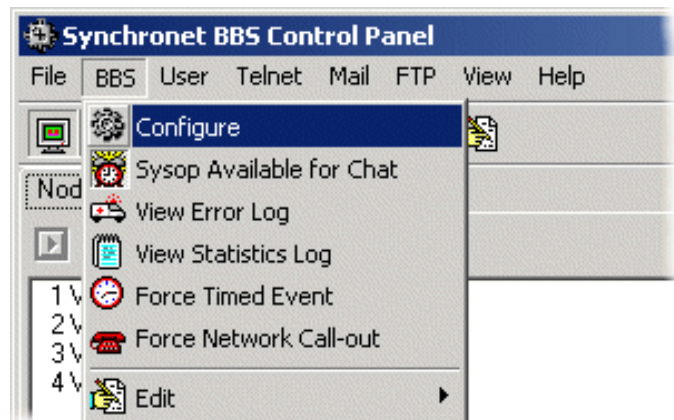 Synchronet BBS Control Panel
File BBS User Telnet Mail FTP View Help
Configure
Sysop Available for Chat
Nod
View Error Log
View Statistics Log
Force Timed Event
1
2
Force Network Call-out
3
4
Edit